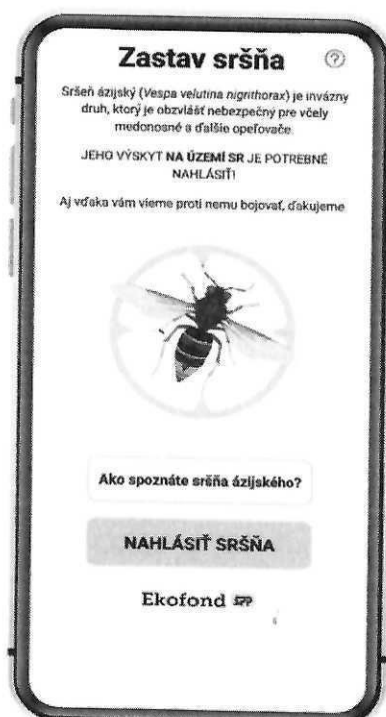 Zastav sršňa ?
Sršeň ázijský (Vespa velutina nigrithorax) je invázny
druh, ktorý je obzvlášť nebezpečný pre včely
medonosné a ďalšie opeľovače.
JEHO VÝSKYT NA ÚZEMÍ SR JE POTREBNÉ
NAHLÁSIŤ!
Aj vďaka vám vieme proti nemu bojovať, ďakujeme
Ako spoznáte sršňa ázijského?
NAHLÁSIŤ SRŠŇA
Ekofond SPP